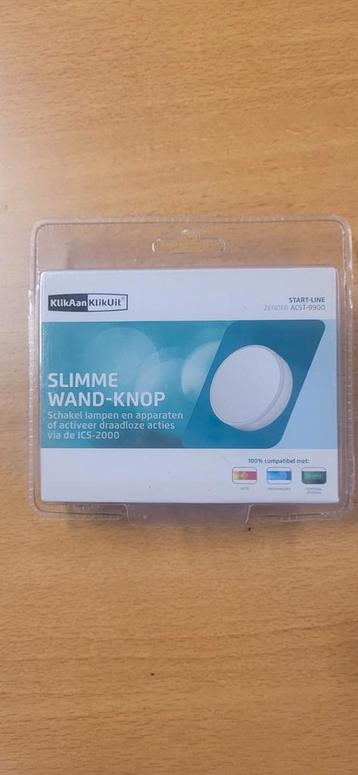 KlikAanKlikUit
START-LINE
ZENDER ACST-9900
SLIMME
WAND-KNOP
Schakel lampen en apparaten
of activeer draadloze acties
via de ICS-2000
100% compatibel met: